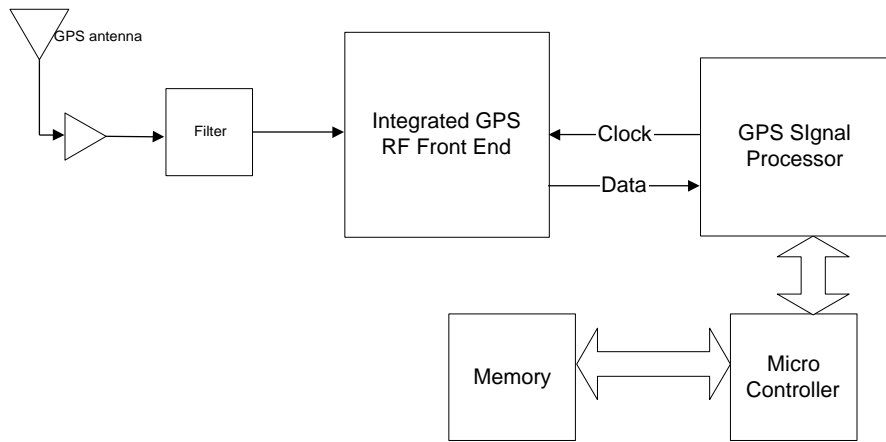 GPS antenna
Filter
Integrated GPS
RF Front End
Clock
Data
GPS SIgnal
Processor
Memory
Micro
Controller